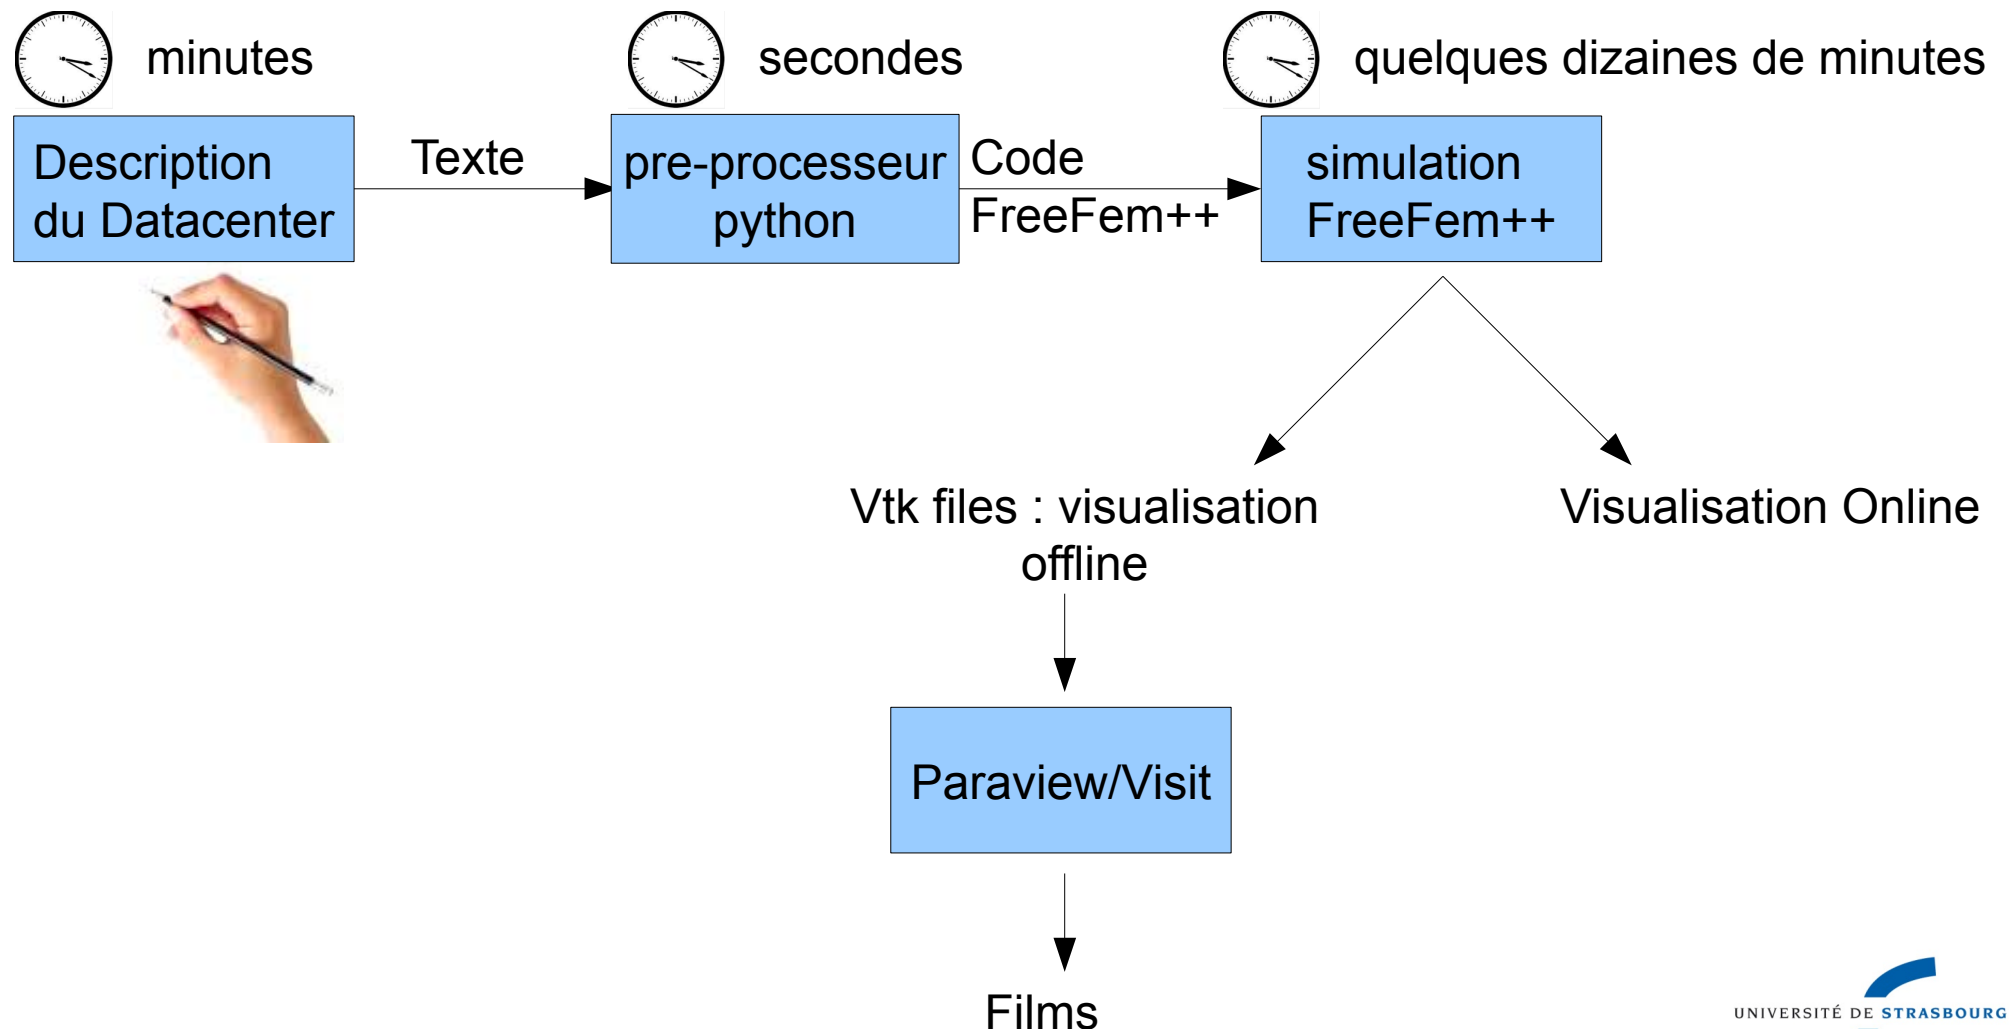 minutes
secondes
quelques dizaines de minutes
Description
du Datacenter
Texte
pre-processeur
python
Code
FreeFem++
simulation
FreeFem++
Vtk files : visualisation
offline
Visualisation Online
Paraview/Visit
Films
UNIVERSITÉ DE STRASBOURG